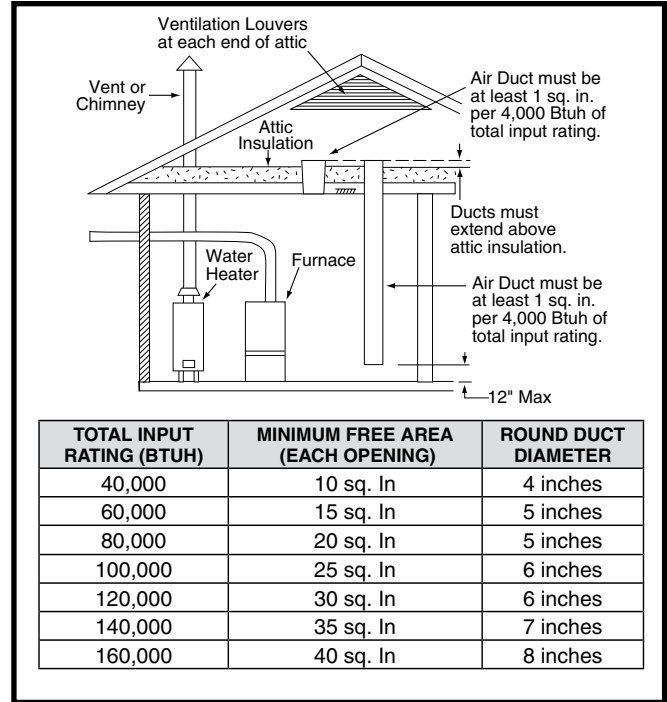 Ventilation Louvers
at each end of attic
Vent or
Chimney
Attic
Insulation
Air Duct must be
at least 1 sq. in.
per 4,000 Btuh of
total input rating.
Ducts must
extend above
attic insulation.
Water
Heater
Furnace
Air Duct must be
at least 1 sq. in.
per 4,000 Btuh of
total input rating.
12" Max
TOTAL INPUT RATING (BTUH) MINIMUM FREE AREA (EACH OPENING) ROUND DUCT DIAMETER
40,000 10 sq. In 4 inches
60,000 15 sq. In 5 inches
80,000 20 sq. In 5 inches
100,000 25 sq. In 6 inches
120,000 30 sq. In 6 inches
140,000 35 sq. In 7 inches
160,000 40 sq. In 8 inches